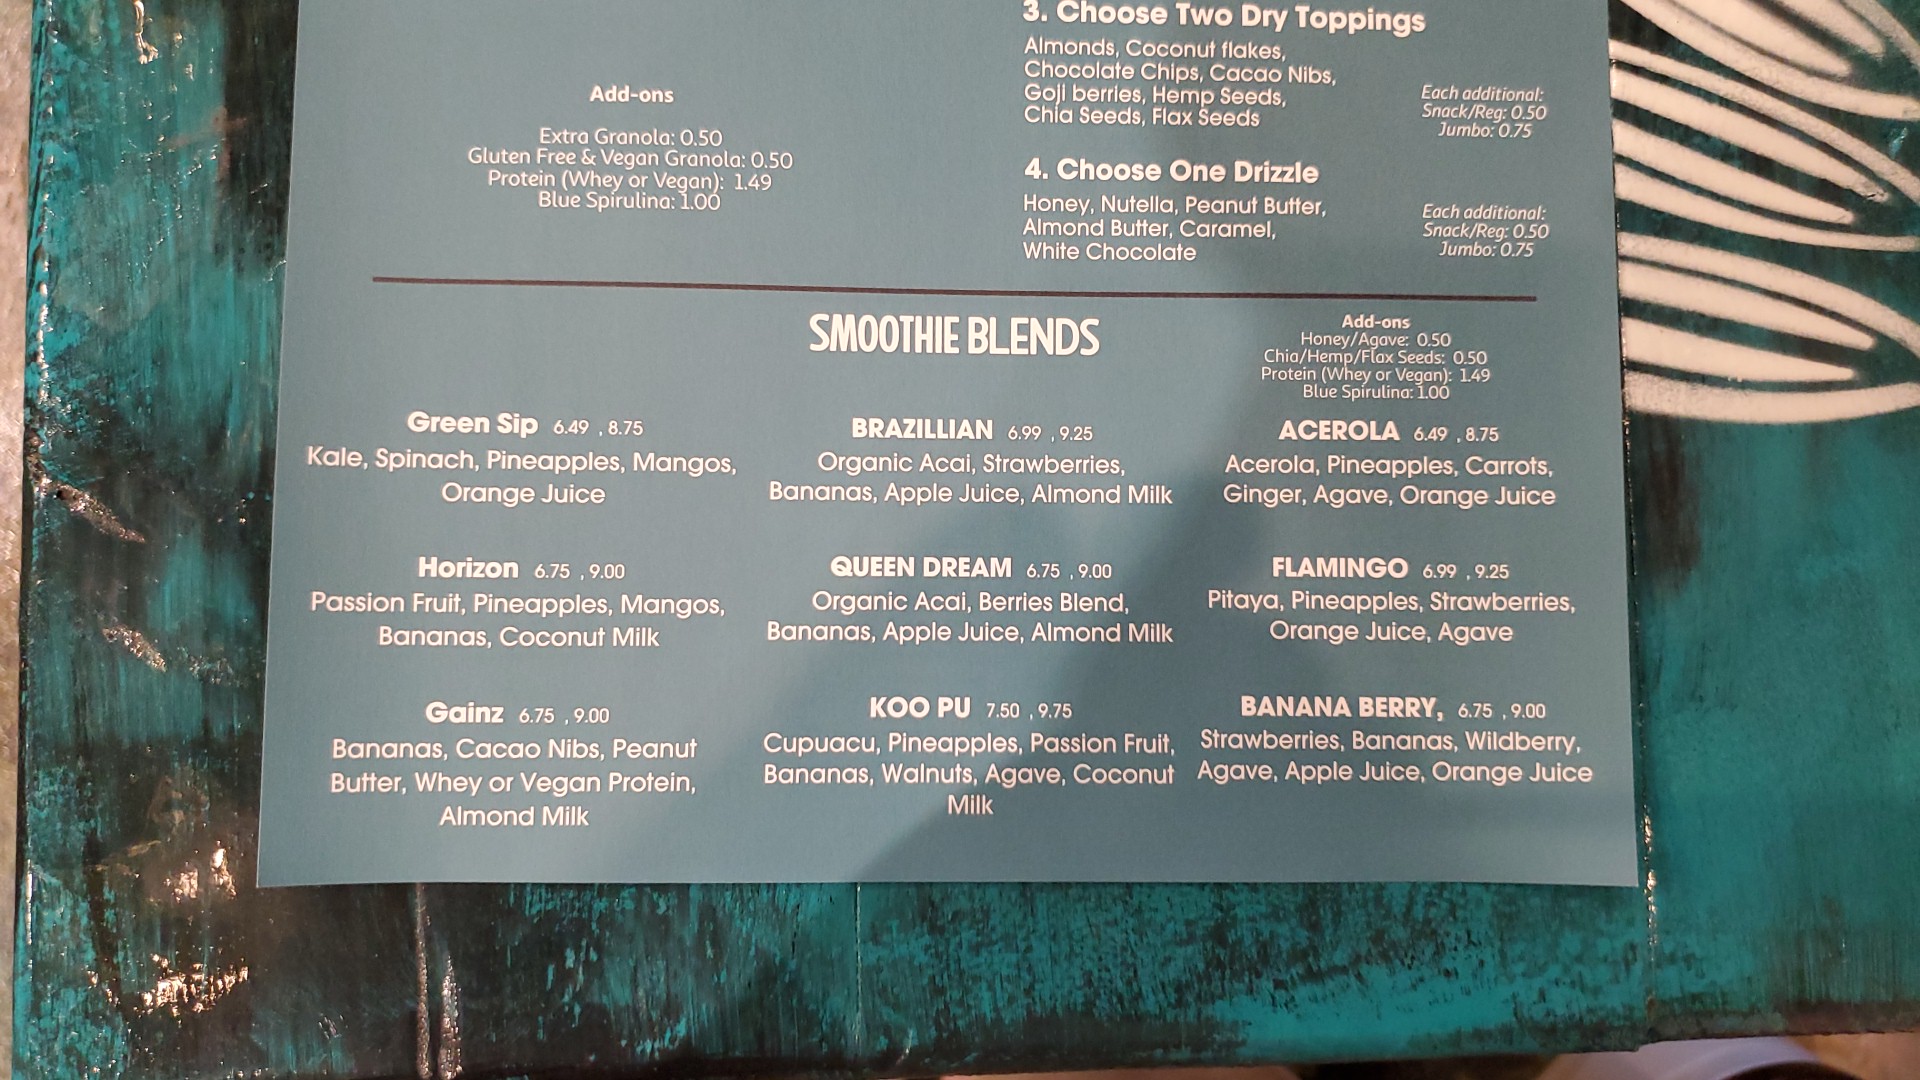 3. Choose Two Dry Toppings
Almonds, Coconut flakes,
Chocolate Chips, Cacao Nibs,
Goji berries, Hemp Seeds,
Chia Seeds, Flax Seeds
Each additional:
Snack/Reg: 0.50
Jumbo: 0.75
Add-ons
Extra Granola: 0.50
Gluten Free & Vegan Granola: 0.50
Protein (Whey or Vegan): 1.49
Blue Spirulina: 1.00
4. Choose One Drizzle
Honey, Nutella, Peanut Butter,
Almond Butter, Caramel,
White Chocolate
Each additional:
Snack/Reg: 0.50
Jumbo: 0.75
SMOOTHIE BLENDS
Add-ons
Honey/Agave: 0.50
Chia/Hemp/Flax Seeds: 0.50
Protein (Whey or Vegan): 1.49
Blue Spirulina: 1.00
Green Sip 6.49 , 8.75
Kale, Spinach, Pineapples, Mangos,
Orange Juice
BRAZILLIAN 6.99 , 9.25
Organic Acai, Strawberries,
Bananas, Apple Juice, Almond Milk
ACEROLA 6.49 , 8.75
Acerola, Pineapples, Carrots,
Ginger, Agave, Orange Juice
Horizon 6.75 , 9.00
Passion Fruit, Pineapples, Mangos,
Bananas, Coconut Milk
QUEEN DREAM 6.75 , 9.00
Organic Acai, Berries Blend,
Bananas, Apple Juice, Almond Milk
FLAMINGO 6.99 , 9.25
Pitaya, Pineapples, Strawberries,
Orange Juice, Agave
Gainz 6.75 , 9.00
Bananas, Cacao Nibs, Peanut
Butter, Whey or Vegan Protein,
Almond Milk
KOO PU 7.50 , 9.75
Cupuacu, Pineapples, Passion Fruit,
Bananas, Walnuts, Agave, Coconut
Milk
BANANA BERRY, 6.75 , 9.00
Strawberries, Bananas, Wildberry,
Agave, Apple Juice, Orange Juice